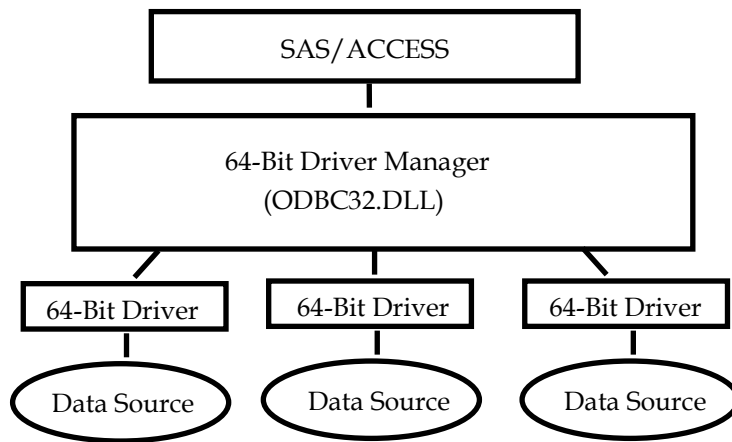 SAS/ACCESS
64-Bit Driver Manager
(ODBC32.DLL)
64-Bit Driver
64-Bit Driver
64-Bit Driver
Data Source
Data Source
Data Source